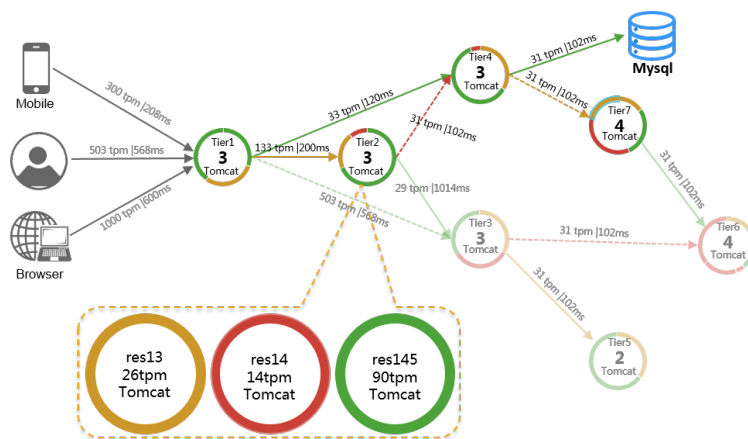 31 tpm |102ms
Tier4
3
Tomcat
Mysql
Mobile
300 tpm |208ms
33 tpm |120ms
31 tpm |102ms
31 tpm |102ms
Tier7
4
Tomcat
503 tpm |568ms
Tier1
3
Tomcat
133 tpm |200ms
Tier2
3
Tomcat
29 tpm |1014ms
31 tpm |102ms
1000 tpm |600ms
503 tpm |568ms
Tier3
3
Tomcat
31 tpm |102ms
Tier6
4
Tomcat
Browser
31 tpm |102ms
Tier5
2
Tomcat
res13
26tpm
Tomcat
res14
14tpm
Tomcat
res145
90tpm
Tomcat